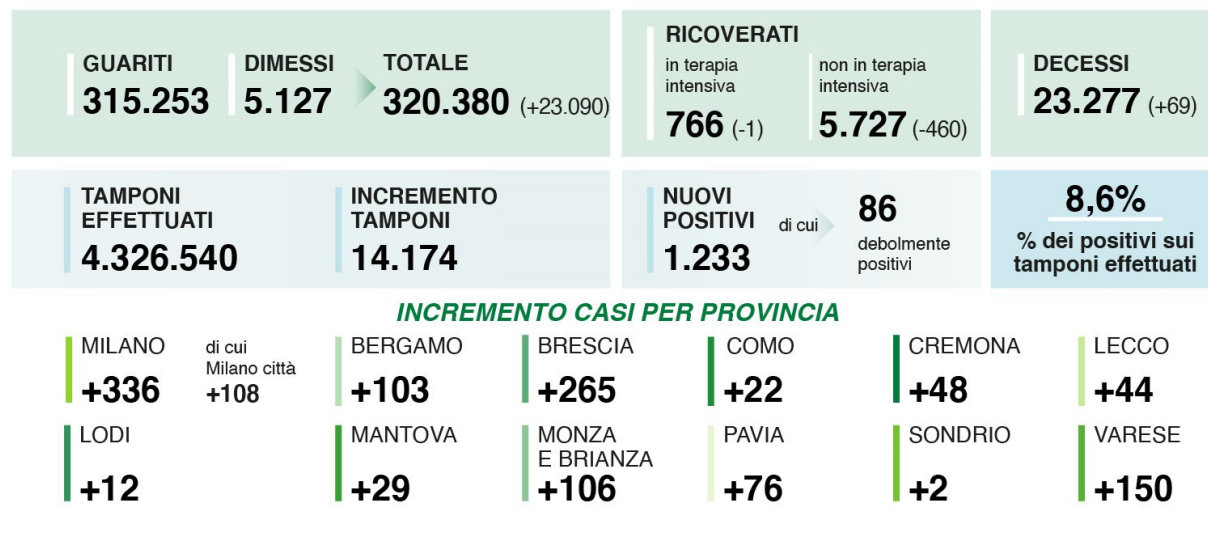 GUARITI
315.253
DIMESSI
5.127
TOTALE
320.380 (+23.090)
RICOVERATI
in terapia
intensiva
766 (-1)
non in terapia
intensiva
5.727 (-460)
DECESSI
23.277 (+69)
TAMPONI
EFFETTUATI
4.326.540
INCREMENTO
TAMPONI
14.174
NUOVI
POSITIVI
1.233
di cui
86
debolmente
positivi
8,6%
% dei positivi sui
tamponi effettuati
INCREMENTO CASI PER PROVINCIA
MILANO
+336
di cui
Milano città
+108
BERGAMO
+103
BRESCIA
+265
COMO
+22
CREMONA
+48
LECCO
+44
LODI
+12
MANTOVA
+29
MONZA
E BRIANZA
+106
PAVIA
+76
SONDRIO
+2
VARESE
+150